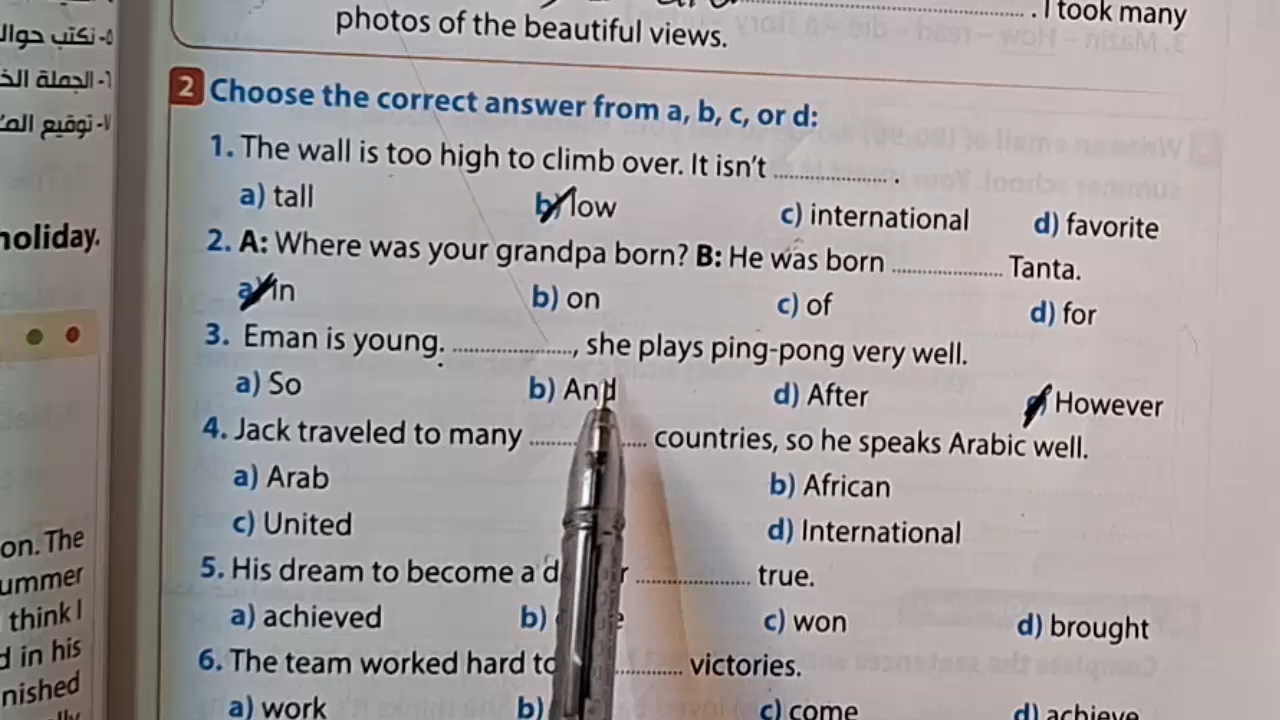 . I took many
photos of the beautiful views.
2 Choose the correct answer from a, b, c, or d:
1. The wall is too high to climb over. It isn't .................... .
a) tall b) low c) international d) favorite
2. A: Where was your grandpa born? B: He was born .................... Tanta.
a) in b) on c) of d) for
3. Eman is young. ...................., she plays ping-pong very well.
a) So b) And d) After However
4. Jack traveled to many .................... countries, so he speaks Arabic well.
a) Arab b) African
c) United d) International
5. His dream to become a .................... true.
a) achieved b) c) won d) brought
6. The team worked hard to .................... victories.
a) work b) c) come d) achieve
٥- نكتب
٦- الجملة
٧- توقيع
holiday.
on. The
ummer
think I
d in his
nished